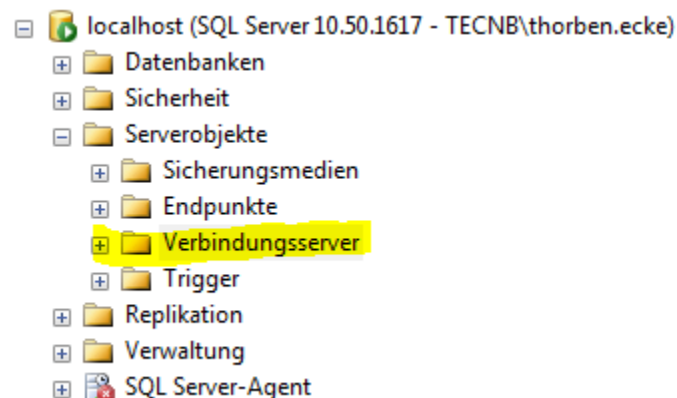 localhost (SQL Server 10.50.1617 - TECNB\thorben.ecke)
Datenbanken
Sicherheit
Serverobjekte
Sicherungsmedien
Endpunkte
Verbindungsserver
Trigger
Replikation
Verwaltung
SQL Server-Agent